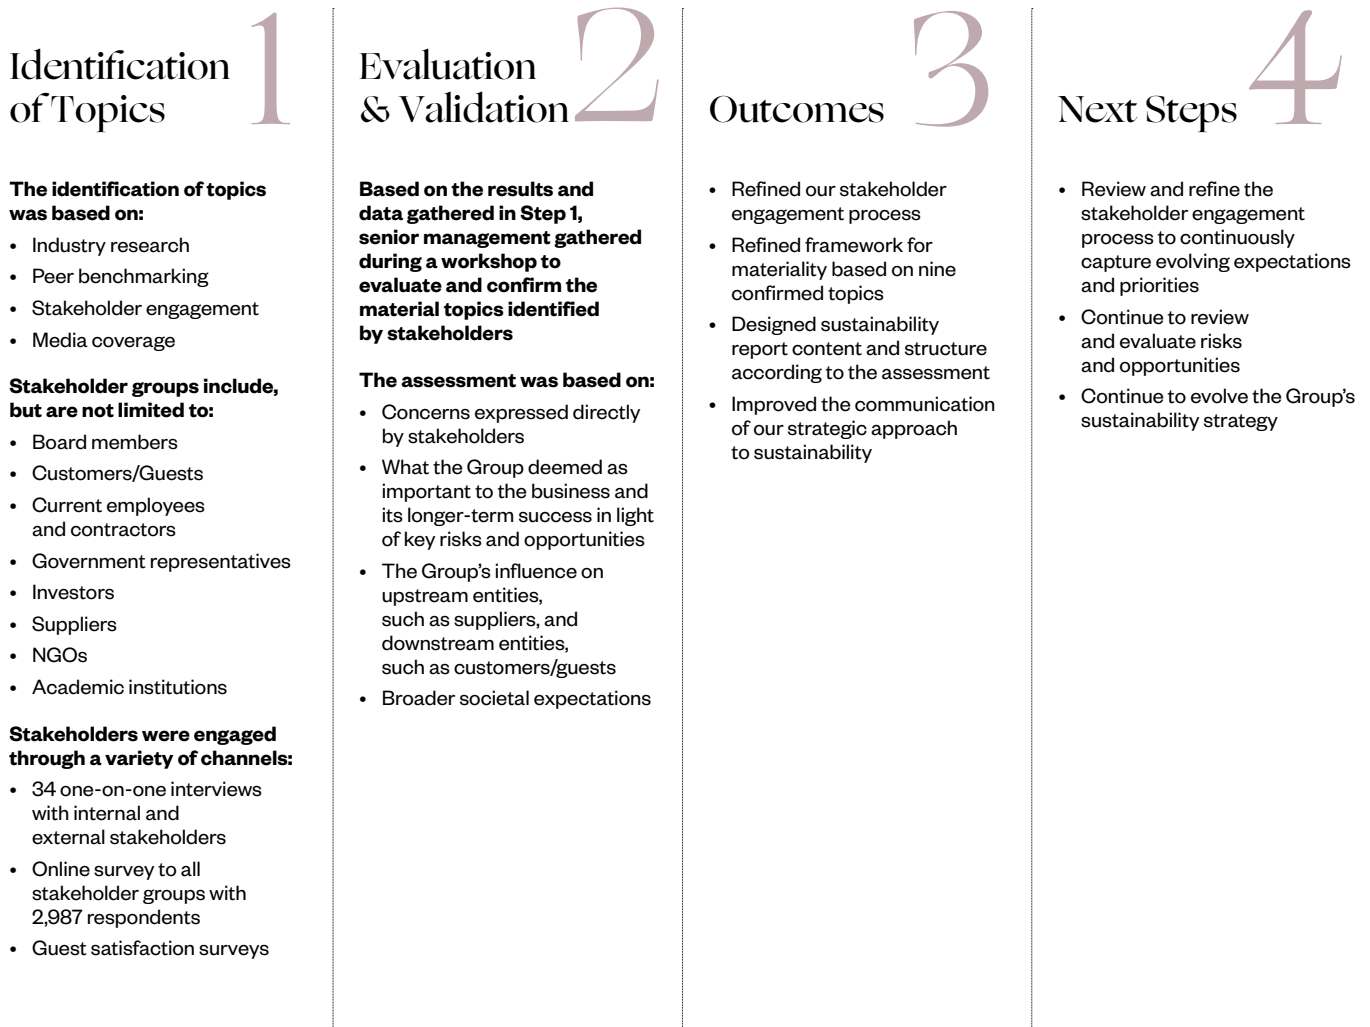 1
Identification
of Topics
The identification of topics
was based on:
• Industry research
• Peer benchmarking
• Stakeholder engagement
• Media coverage
Stakeholder groups include,
but are not limited to:
• Board members
• Customers/Guests
• Current employees
and contractors
• Government representatives
• Investors
• Suppliers
• NGOs
• Academic institutions
Stakeholders were engaged
through a variety of channels:
• 34 one-on-one interviews
with internal and
external stakeholders
• Online survey to all
stakeholder groups with
2,987 respondents
• Guest satisfaction surveys
2
Evaluation
& Validation
Based on the results and
data gathered in Step 1,
senior management gathered
during a workshop to
evaluate and confirm the
material topics identified
by stakeholders
The assessment was based on:
• Concerns expressed directly
by stakeholders
• What the Group deemed as
important to the business and
its longer-term success in light
of key risks and opportunities
• The Group’s influence on
upstream entities,
such as suppliers, and
downstream entities,
such as customers/guests
• Broader societal expectations
3
Outcomes
• Refined our stakeholder
engagement process
• Refined framework for
materiality based on nine
confirmed topics
• Designed sustainability
report content and structure
according to the assessment
• Improved the communication
of our strategic approach
to sustainability
4
Next Steps
• Review and refine the
stakeholder engagement
process to continuously
capture evolving expectations
and priorities
• Continue to review
and evaluate risks
and opportunities
• Continue to evolve the Group’s
sustainability strategy